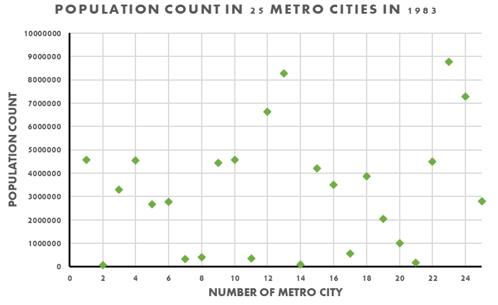 POPULATION COUNT IN 25 METRO CITIES IN 1983
POPULATION COUNT
10000000
9000000
8000000
7000000
6000000
5000000
4000000
3000000
2000000
1000000
0
0 2 4 6 8 10 12 14 16 18 20 22 24
NUMBER OF METRO CITY